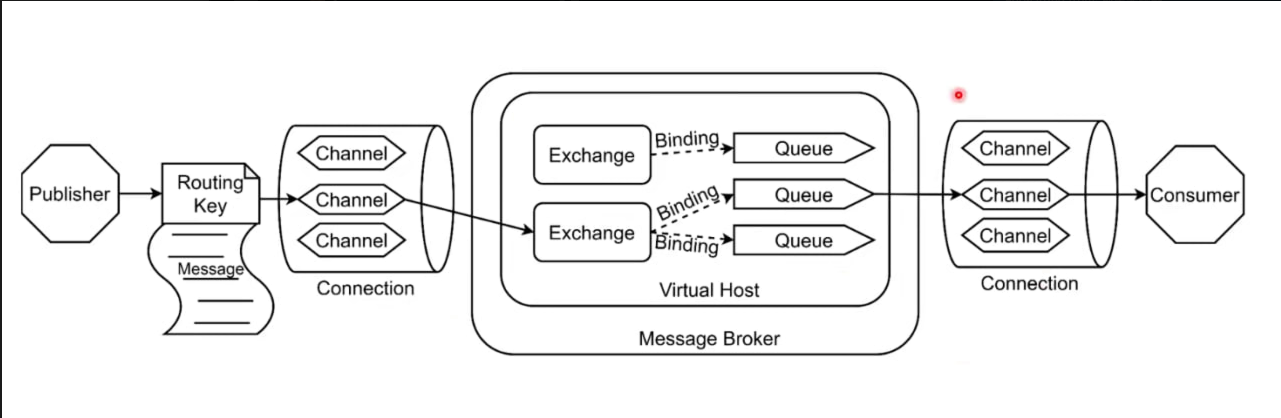 Publisher
Routing
Key
Message
Channel
Channel
Channel
Connection
Exchange
Exchange
Binding
Binding
Binding
Queue
Queue
Queue
Virtual Host
Message Broker
Channel
Channel
Channel
Connection
Consumer